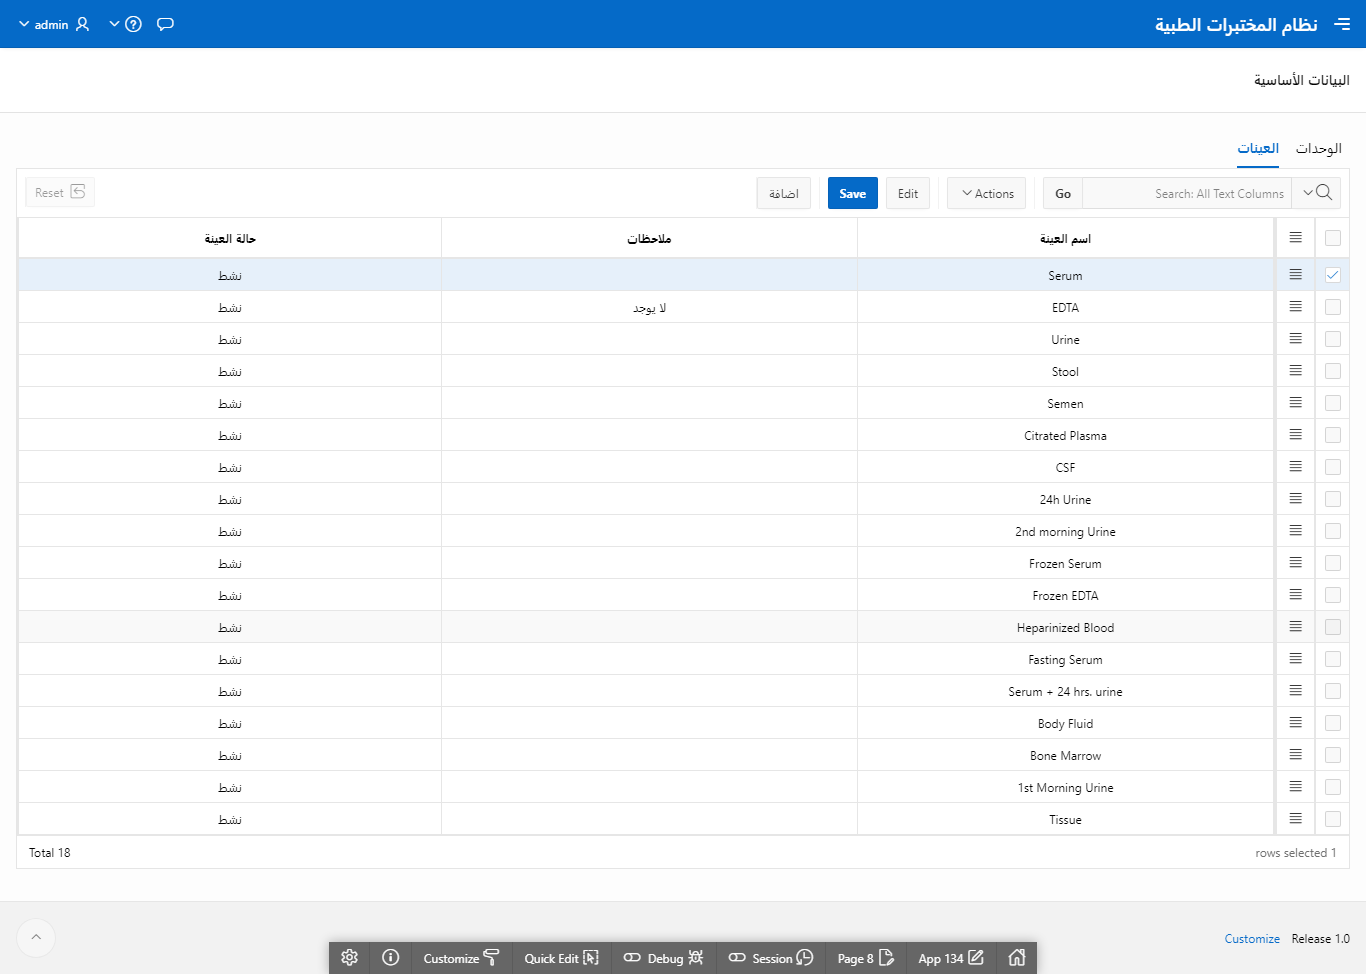 نظام المختبرات الطبية
admin
البيانات الأساسية
الوحدات
العينات
Search: All Text Columns
Go
Actions
Edit
Save
اضافة
Reset
اسم العينة
ملاحظات
حالة العينة
Serum
نشط
EDTA
لا يوجد
نشط
Urine
نشط
Stool
نشط
Semen
نشط
Citrated Plasma
نشط
CSF
نشط
24h Urine
نشط
2nd morning Urine
نشط
Frozen Serum
نشط
Frozen EDTA
نشط
Heparinized Blood
نشط
Fasting Serum
نشط
Serum + 24 hrs. urine
نشط
Body Fluid
نشط
Bone Marrow
نشط
1st Morning Urine
نشط
Tissue
نشط
rows selected 1
Total 18
Release 1.0
Customize
App 134
Page 8
Session
Debug
Quick Edit
Customize